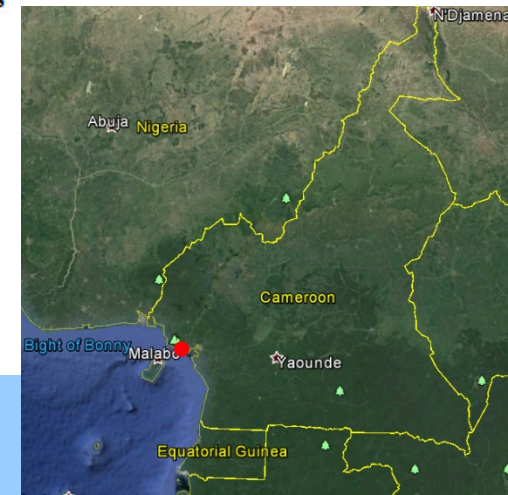 N'Djamena
Abuja
Nigeria
Cameroon
Bight of Bonny
Malabo
Yaounde
Equatorial Guinea